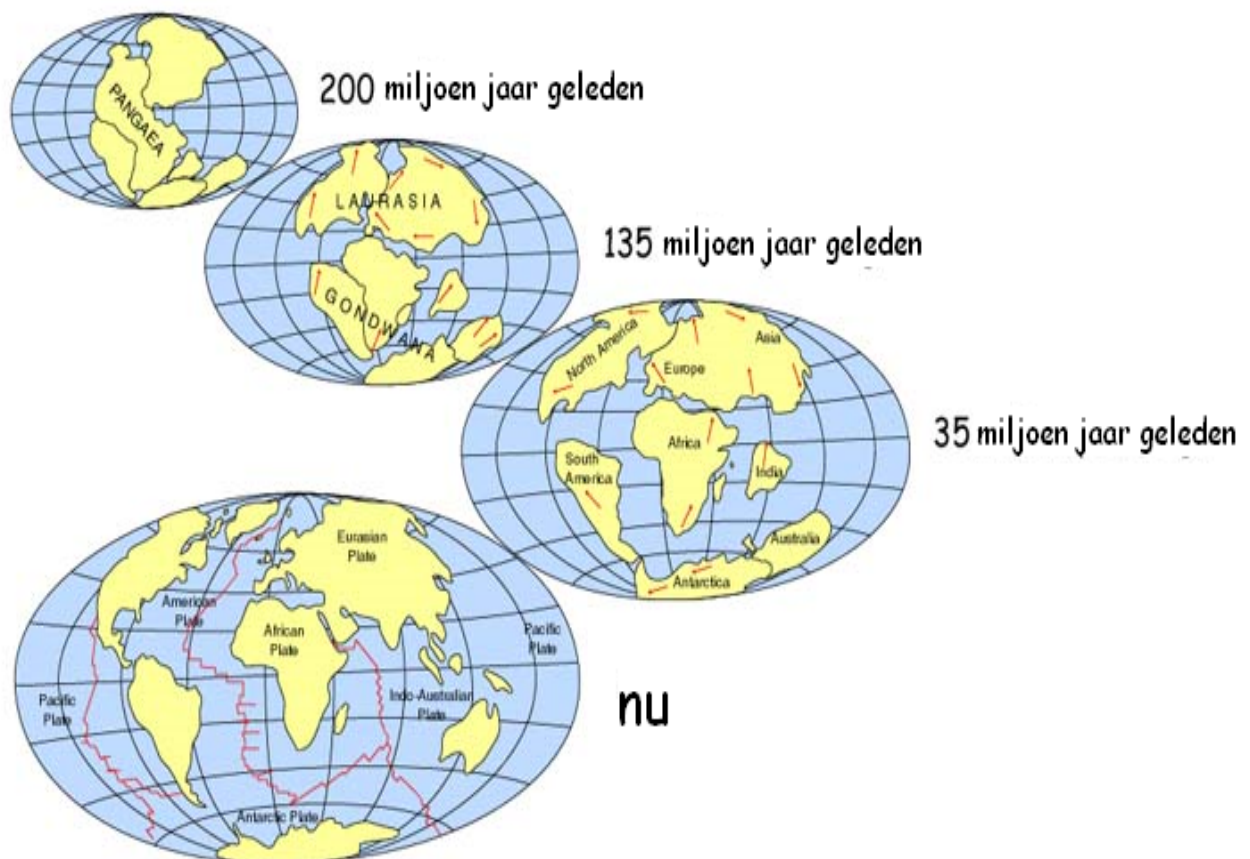 PANGAEA
200 miljoen jaar geleden
LAURASIA
GONDWANA
135 miljoen jaar geleden
North America
Europe
Asia
South
America
Africa
India
Australia
Antarctica
35 miljoen jaar geleden
Eurasian
Plate
American
Plate
African
Plate
Pacific
Plate
Pacific
Plate
Indo-Australian
Plate
Antarctic Plate
nu